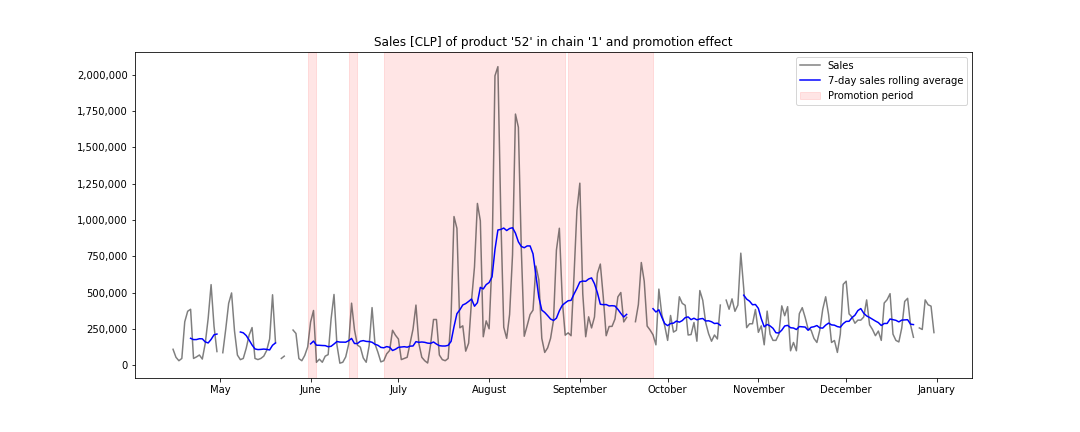 Sales [CLP] of product '52' in chain '1' and promotion effect
Sales
7-day sales rolling average
Promotion period
2,000,000
1,750,000
1,500,000
1,250,000
1,000,000
750,000
500,000
250,000
0
May June July August September October November December January